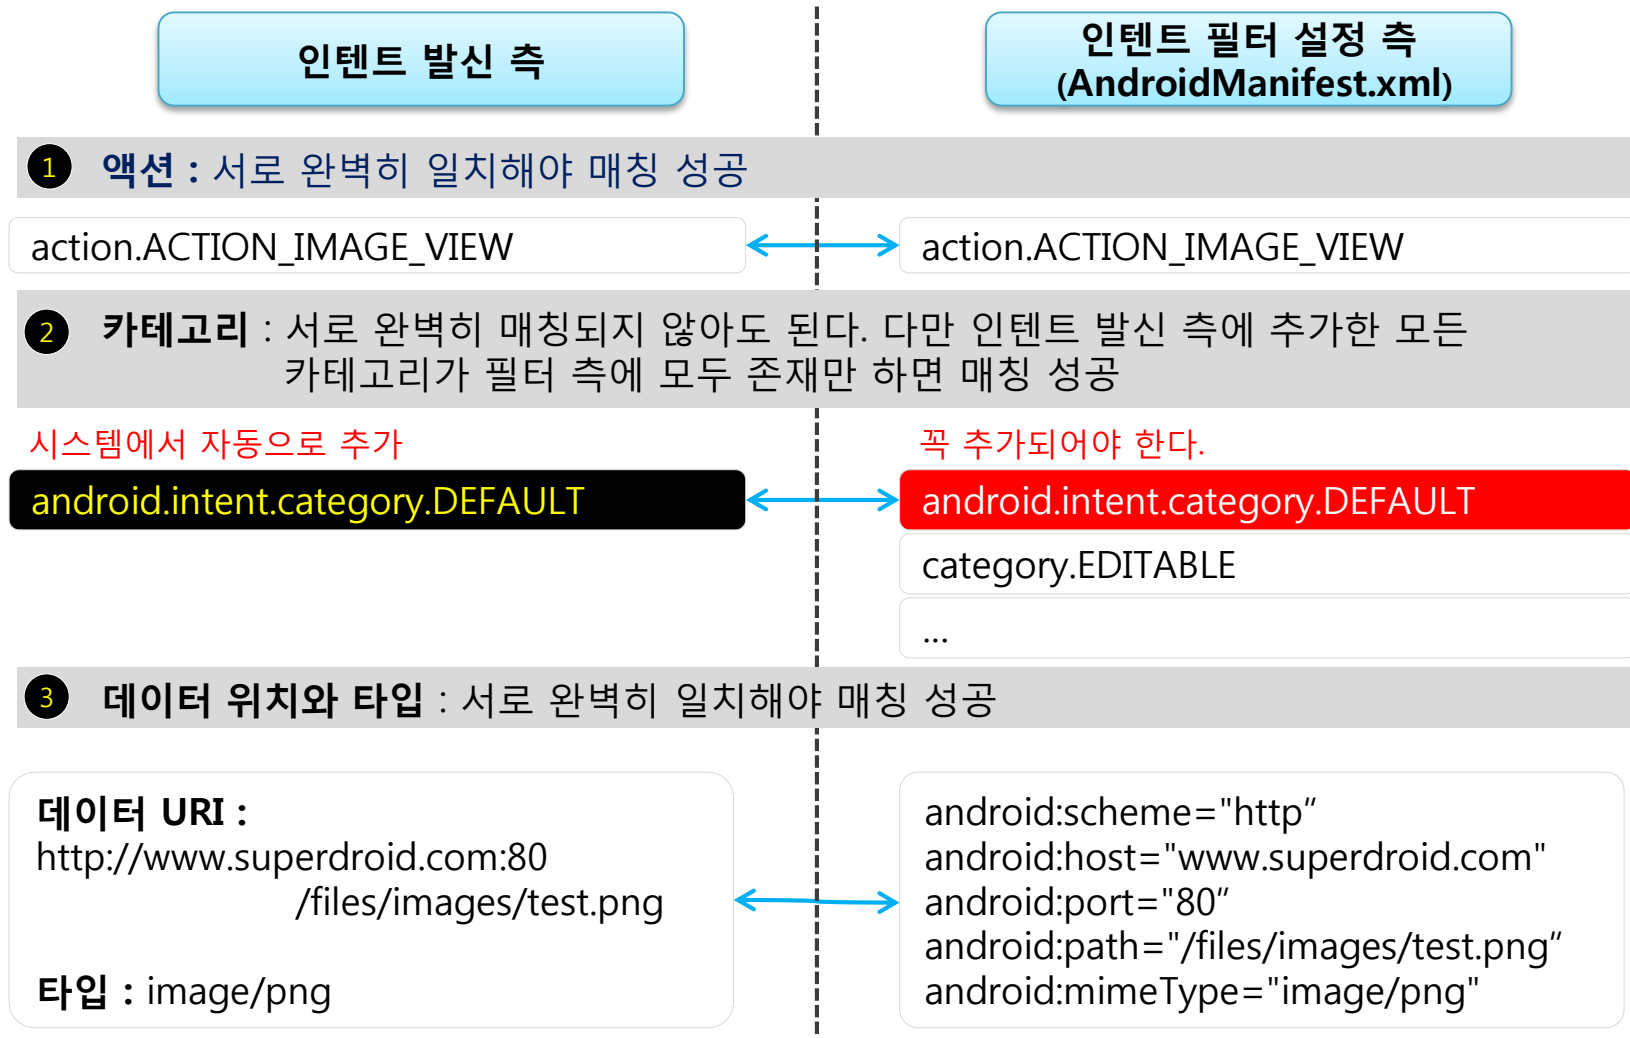 인텐트 발신 측
인텐트 필터 설정 측
(AndroidManifest.xml)
1 액션 : 서로 완벽히 일치해야 매칭 성공
action.ACTION_IMAGE_VIEW
action.ACTION_IMAGE_VIEW
2 카테고리 : 서로 완벽히 매칭되지 않아도 된다. 다만 인텐트 발신 측에 추가한 모든
카테고리가 필터 측에 모두 존재만 하면 매칭 성공
시스템에서 자동으로 추가
android.intent.category.DEFAULT
꼭 추가되어야 한다.
android.intent.category.DEFAULT
category.EDITABLE
...
3 데이터 위치와 타입 : 서로 완벽히 일치해야 매칭 성공
데이터 URI :
http://www.superdroid.com:80
/files/images/test.png
타입 : image/png
android:scheme="http“
android:host="www.superdroid.com"
android:port="80“
android:path="/files/images/test.png“
android:mimeType="image/png"